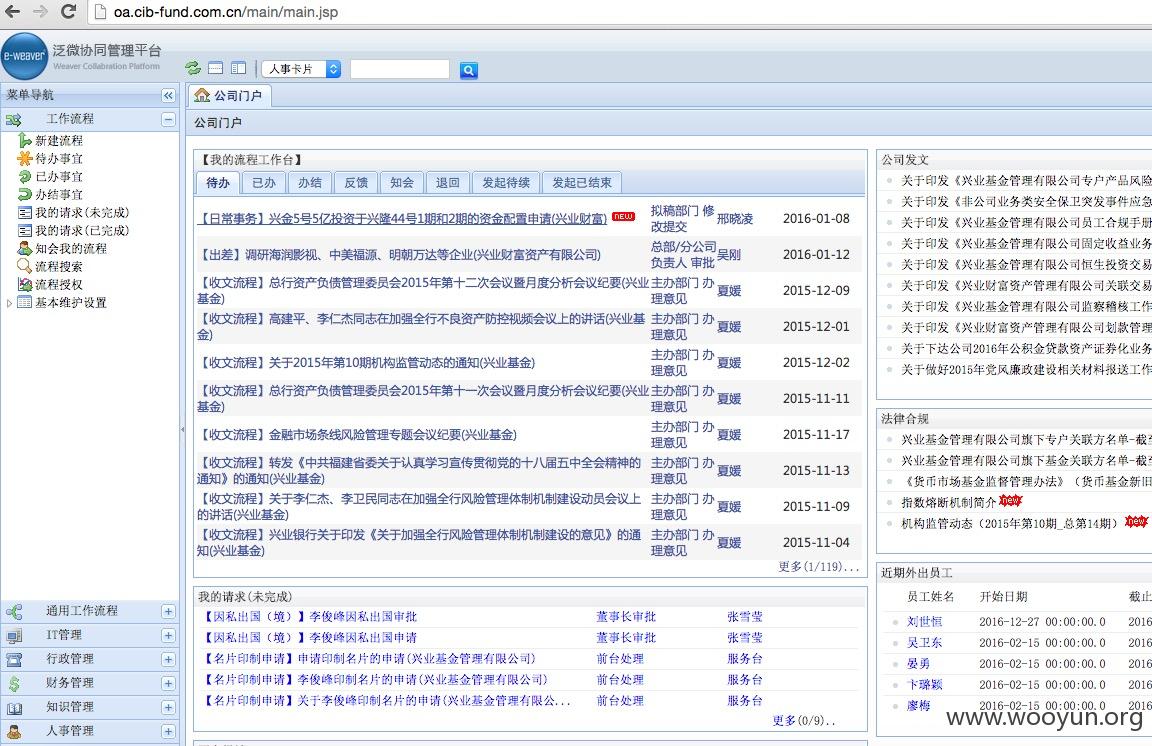 oa.cib-fund.com.cn/main/main.jsp
e-weaver 泛微协同管理平台
Weaver Collabration Platform
人事卡片
菜单导航
公司门户
工作流程
公司门户
新建流程
待办事宜
已办事宜
办结事宜
我的请求(未完成)
我的请求(已完成)
知会我的流程
流程搜索
流程授权
基本维护设置
通用工作流程
IT管理
行政管理
财务管理
知识管理
人事管理
【我的流程工作台】
待办 已办 办结 反馈 知会 退回 发起待续 发起已结束
【日常事务】兴金5号5亿投资于兴隆44号1期和2期的资金配置申请(兴业财富) new 拟稿部门 修 邢晓凌 2016-01-08
改提交
【出差】调研海润影视、中美福源、明朝万达等企业(兴业财富资产有限公司) 总部/分公司 吴刚 2016-01-12
负责人 审批
【收文流程】总行资产负债管理委员会2015年第十二次会议暨月度分析会议纪要(兴业 主办部门 办 夏媛 2015-12-09
基金) 理意见
【收文流程】高建平、李仁杰同志在加强全行不良资产防控视频会议上的讲话(兴业基 主办部门 办 夏媛 2015-12-01
金) 理意见
【收文流程】关于2015年第10期机构监管动态的通知(兴业基金) 主办部门 办 夏媛 2015-12-02
理意见
【收文流程】总行资产负债管理委员会2015年第十一次会议暨月度分析会议纪要(兴业 主办部门 办 夏媛 2015-11-11
基金) 理意见
【收文流程】金融市场条线风险管理专题会议纪要(兴业基金) 主办部门 办 夏媛 2015-11-17
理意见
【收文流程】转发《中共福建省委关于认真学习宣传贯彻党的十八届五中全会精神的 主办部门 办 夏媛 2015-11-13
通知》的通知(兴业基金) 理意见
【收文流程】关于李仁杰、李卫民同志在加强全行风险管理体制机制建设动员会议上 主办部门 办 夏媛 2015-11-09
的讲话(兴业基金) 理意见
【收文流程】兴业银行关于印发《关于加强全行风险管理体制机制建设的意见》的通 主办部门 办 夏媛 2015-11-04
知(兴业基金) 理意见
更多(1/119)...
我的请求(未完成)
【因私出国（境）】李俊峰因私出国审批 董事长审批 张雪莹
【因私出国（境）】李俊峰因私出国申请 董事长审批 张雪莹
【名片印制申请】申请印制名片的申请(兴业基金管理有限公司) 前台处理 服务台
【名片印制申请】李俊峰印制名片的申请(兴业基金管理有限公司) 前台处理 服务台
【名片印制申请】关于李俊峰印制名片的申请(兴业基金管理有限公... 前台处理 服务台
更多(0/9)..
公司发文
关于印发《兴业基金管理有限公司专户产品风险
关于印发《非公司业务类安全保卫突发事件应急
关于印发《兴业基金管理有限公司员工合规手册
关于印发《兴业基金管理有限公司固定收益业务
关于印发《兴业基金管理有限公司恒生投资交易
关于印发《兴业财富资产管理有限公司关联交易
关于印发《兴业基金管理有限公司监察稽核工作
关于印发《兴业财富资产管理有限公司划款管理
关于下达公司2016年公积金贷款资产证券化业务
关于做好2015年党风廉政建设相关材料报送工作
法律合规
兴业基金管理有限公司旗下专户关联方名单-截至
兴业基金管理有限公司旗下基金关联方名单-截至
《货币市场基金监督管理办法》（货币基金新旧
指数熔断机制简介 new
机构监管动态（2015年第10期_总第14期） new
近期外出员工
员工姓名 开始日期 截止
刘世恒 2016-12-27 00:00:00.0 2016
吴卫东 2016-02-15 00:00:00.0 2016
晏勇 2016-02-15 00:00:00.0 2016
卞璐颖 2016-02-15 00:00:00.0 2016
廖梅 2016-02-15 00:00:00.0 2016
www.wooyun.org